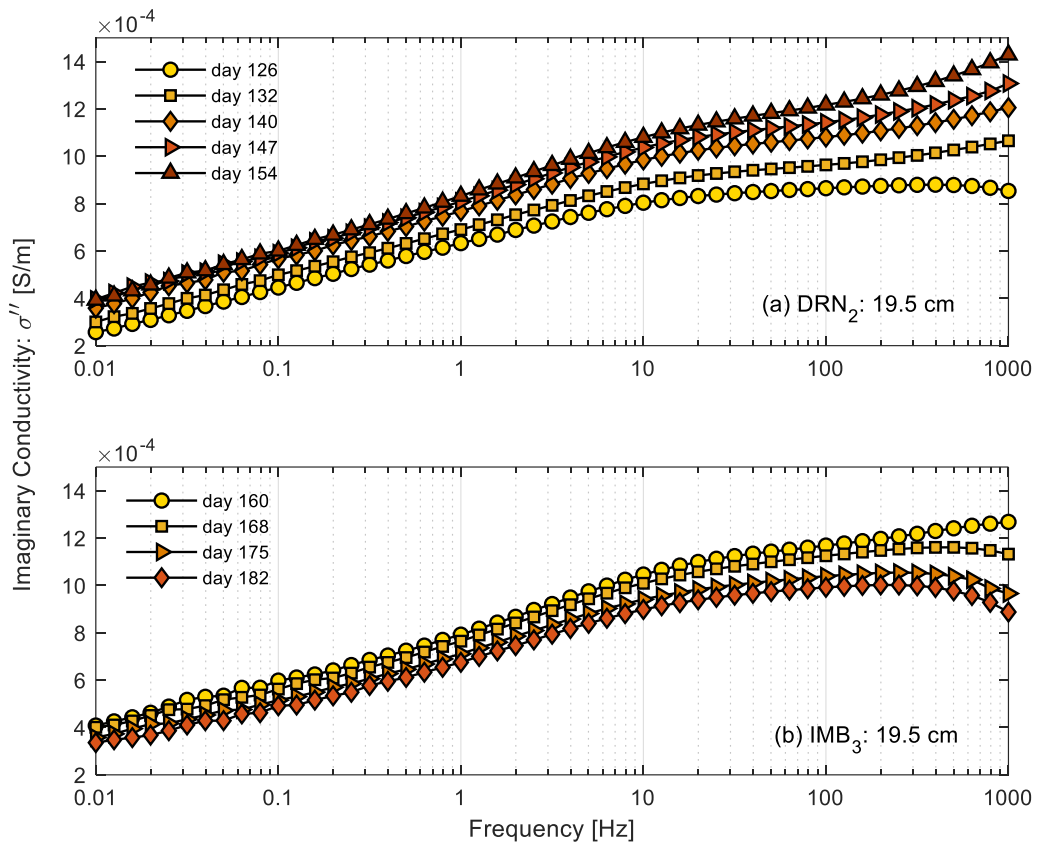 ×10⁻⁴
14
12
10
8
6
4
2
day 126
day 132
day 140
day 147
day 154
(a) DRN₂: 19.5 cm
0.01 0.1 1 10 100 1000
Imaginary Conductivity: σ′′ [S/m]
×10⁻⁴
14
12
10
8
6
4
2
day 160
day 168
day 175
day 182
(b) IMB₃: 19.5 cm
0.01 0.1 1 10 100 1000
Frequency [Hz]